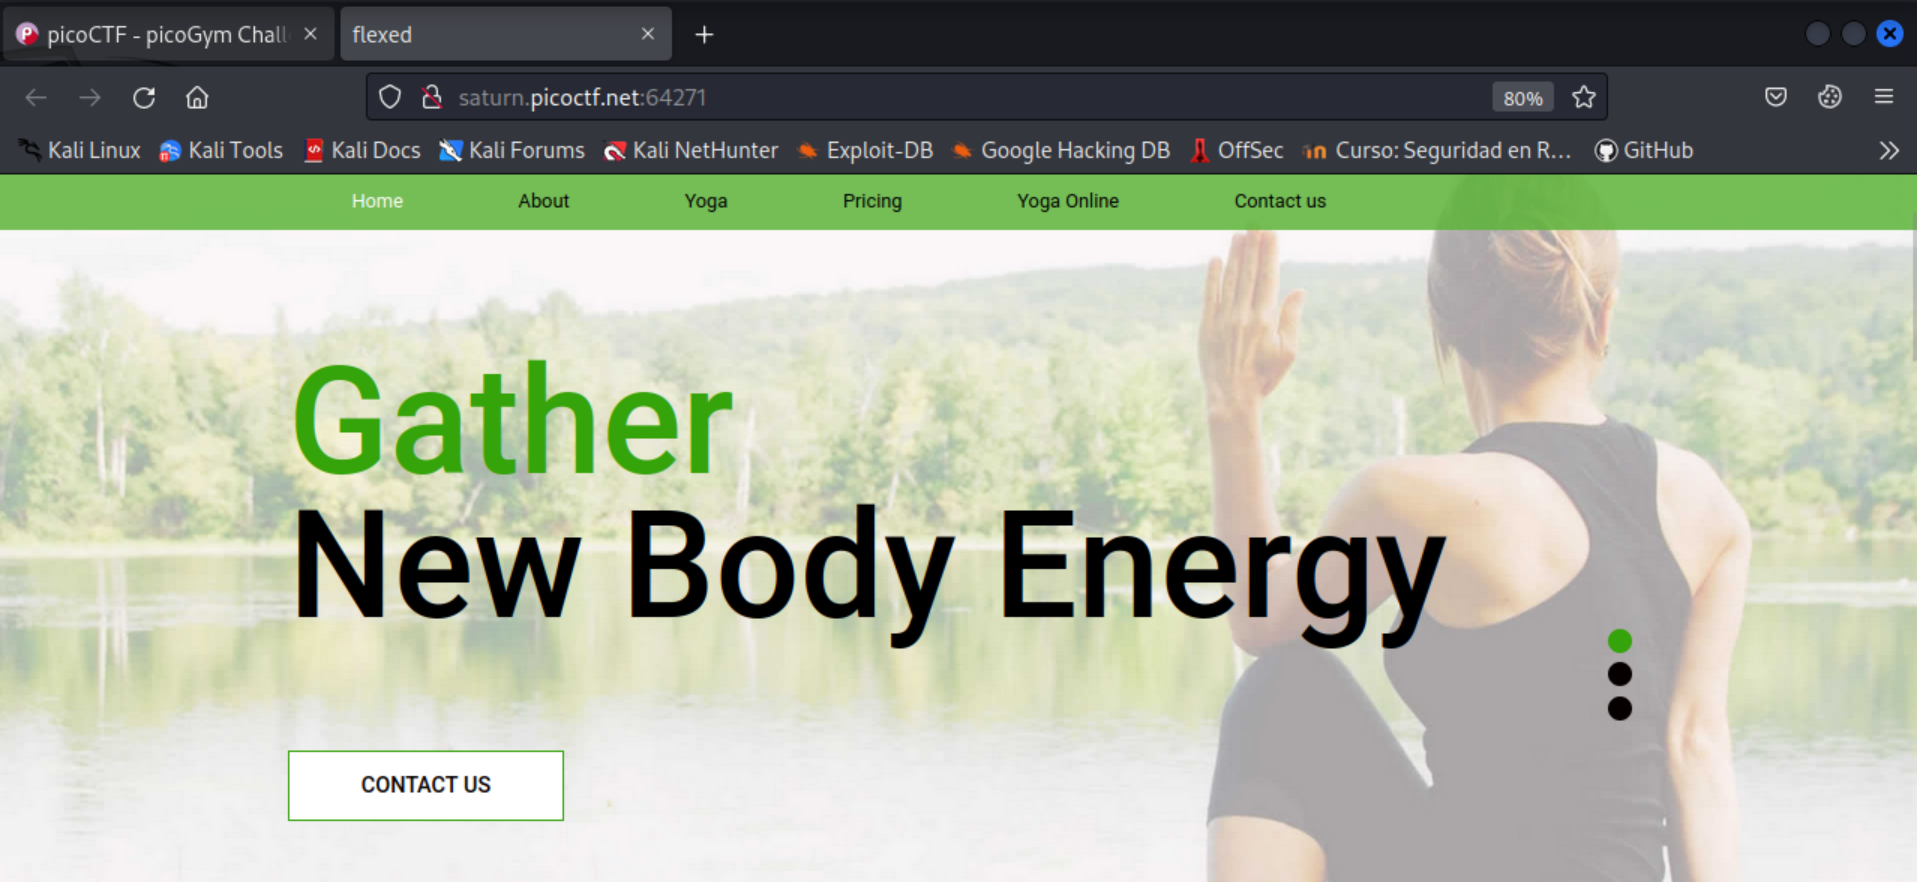 picoCTF - picoGym Chall
flexed
saturn.picoctf.net:64271
80%
Kali Linux Kali Tools Kali Docs Kali Forums Kali NetHunter Exploit-DB Google Hacking DB OffSec Curso: Seguridad en R... GitHub
Home About Yoga Pricing Yoga Online Contact us
Gather
New Body Energy
CONTACT US